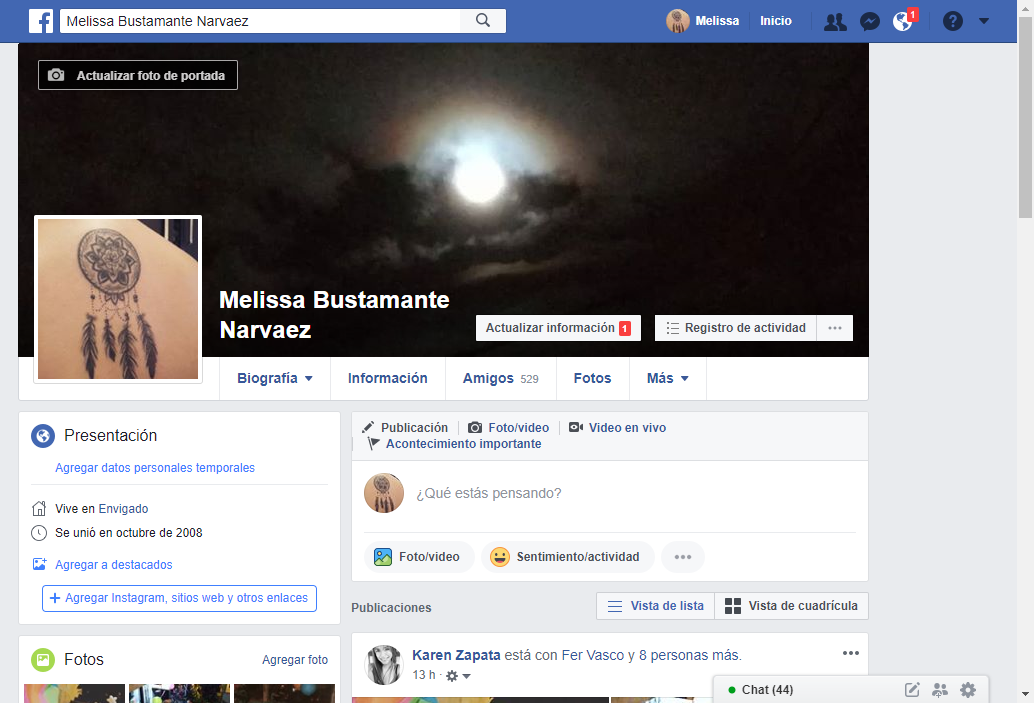 Melissa Bustamante Narvaez
Melissa
Inicio
1
Actualizar foto de portada
Melissa Bustamante
Narvaez
Actualizar información 1
Registro de actividad
Biografía
Información
Amigos 529
Fotos
Más
Presentación
Agregar datos personales temporales
Vive en Envigado
Se unió en octubre de 2008
Agregar a destacados
+ Agregar Instagram, sitios web y otros enlaces
Fotos
Agregar foto
Publicación
Foto/video
Video en vivo
Acontecimiento importante
¿Qué estás pensando?
Foto/video
Sentimiento/actividad
Publicaciones
Vista de lista
Vista de cuadrícula
Karen Zapata está con Fer Vasco y 8 personas más.
13 h ·
Chat (44)